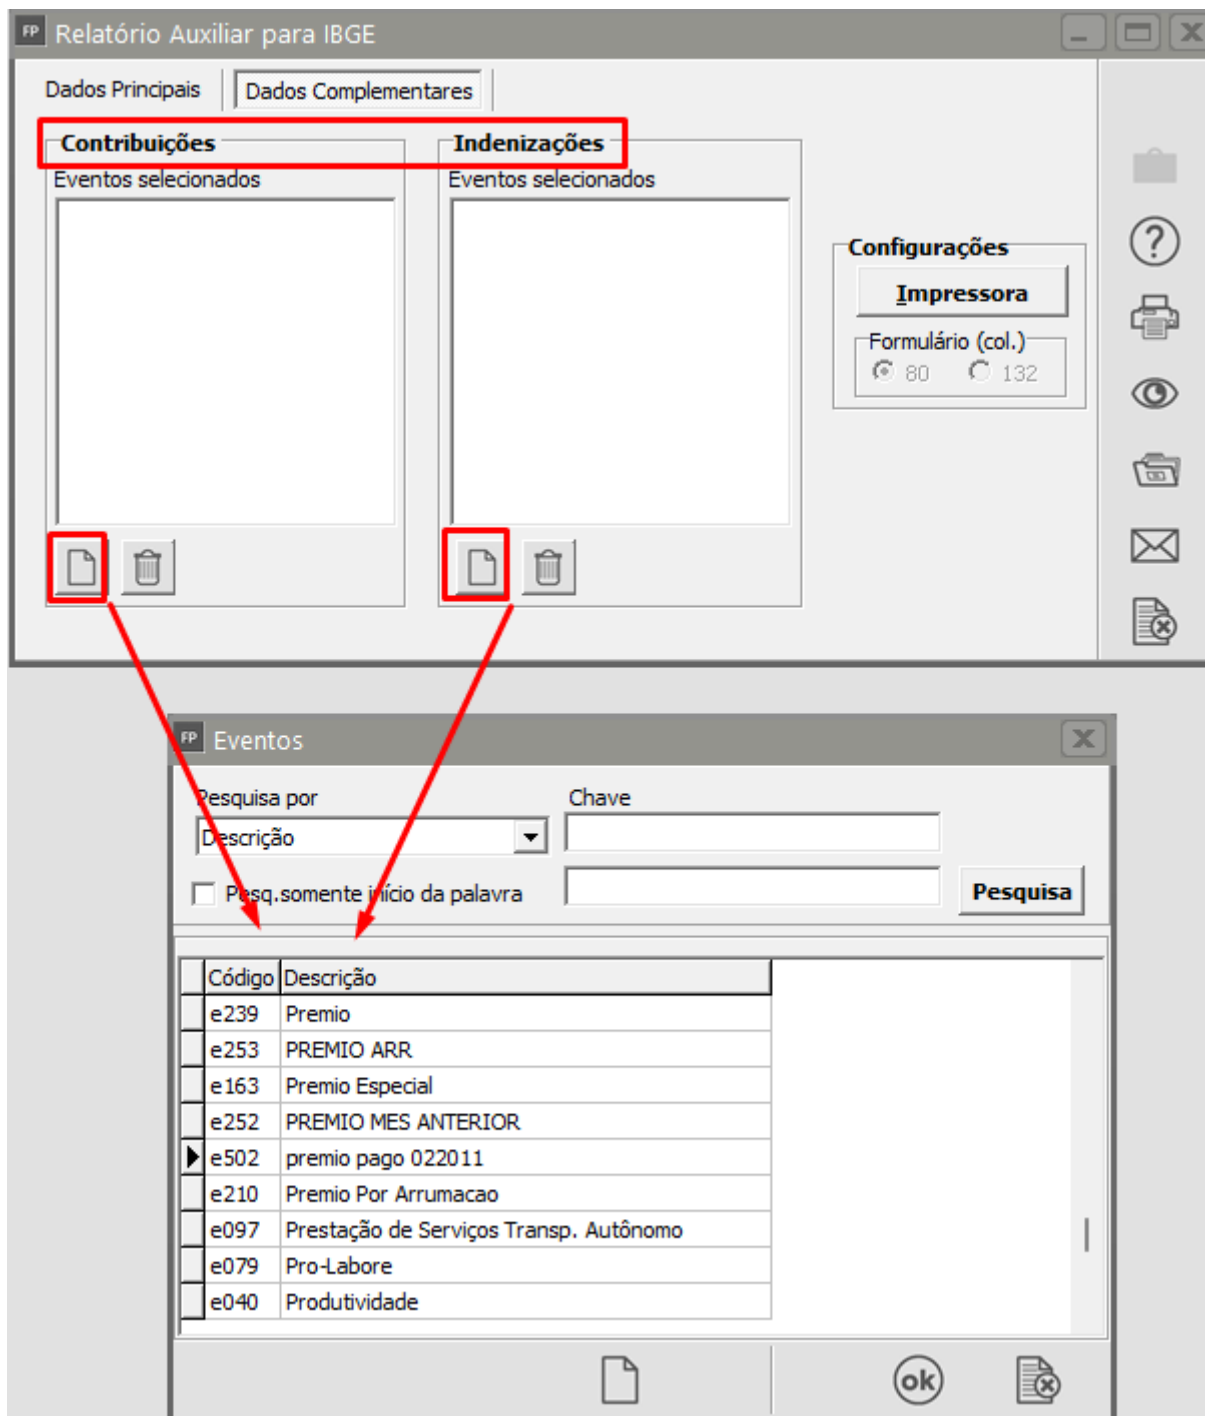 FP Relatório Auxiliar para IBGE
Dados Principais Dados Complementares
Contribuições Indenizações
Eventos selecionados Eventos selecionados
Configurações
Impressora
Formulário (col.)
80 132
FP Eventos
Pesquisa por Chave
Descrição
Pesq.somente início da palavra Pesquisa
Código Descrição
e239 Premio
e253 PREMIO ARR
e163 Premio Especial
e252 PREMIO MES ANTERIOR
e502 premio pago 022011
e210 Premio Por Arrumacao
e097 Prestação de Serviços Transp. Autônomo
e079 Pro-Labore
e040 Produtividade
ok